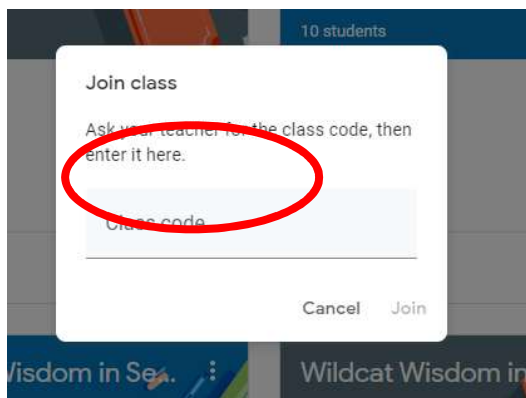 10 students
Join class
Ask your teacher for the class code, then
enter it here.
Class code
Cancel Join
Wisdom in Se... Wildcat Wisdom in